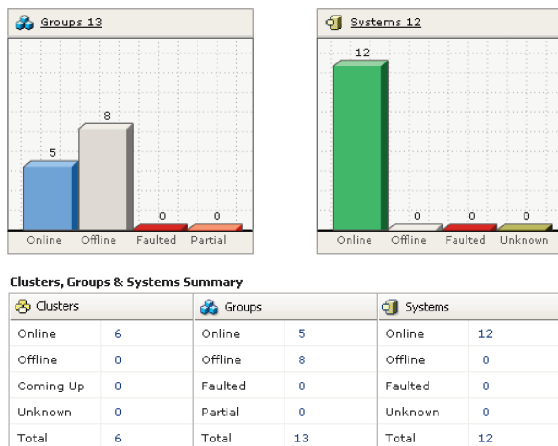 Groups 13
5
8
0
0
Online Offline Faulted Partial
Systems 12
12
0
0
0
Online Offline Faulted Unknown
Clusters, Groups & Systems Summary
Clusters Groups Systems
Online 6 Online 5 Online 12
Offline 0 Offline 8 Offline 0
Coming Up 0 Faulted 0 Faulted 0
Unknown 0 Partial 0 Unknown 0
Total 6 Total 13 Total 12